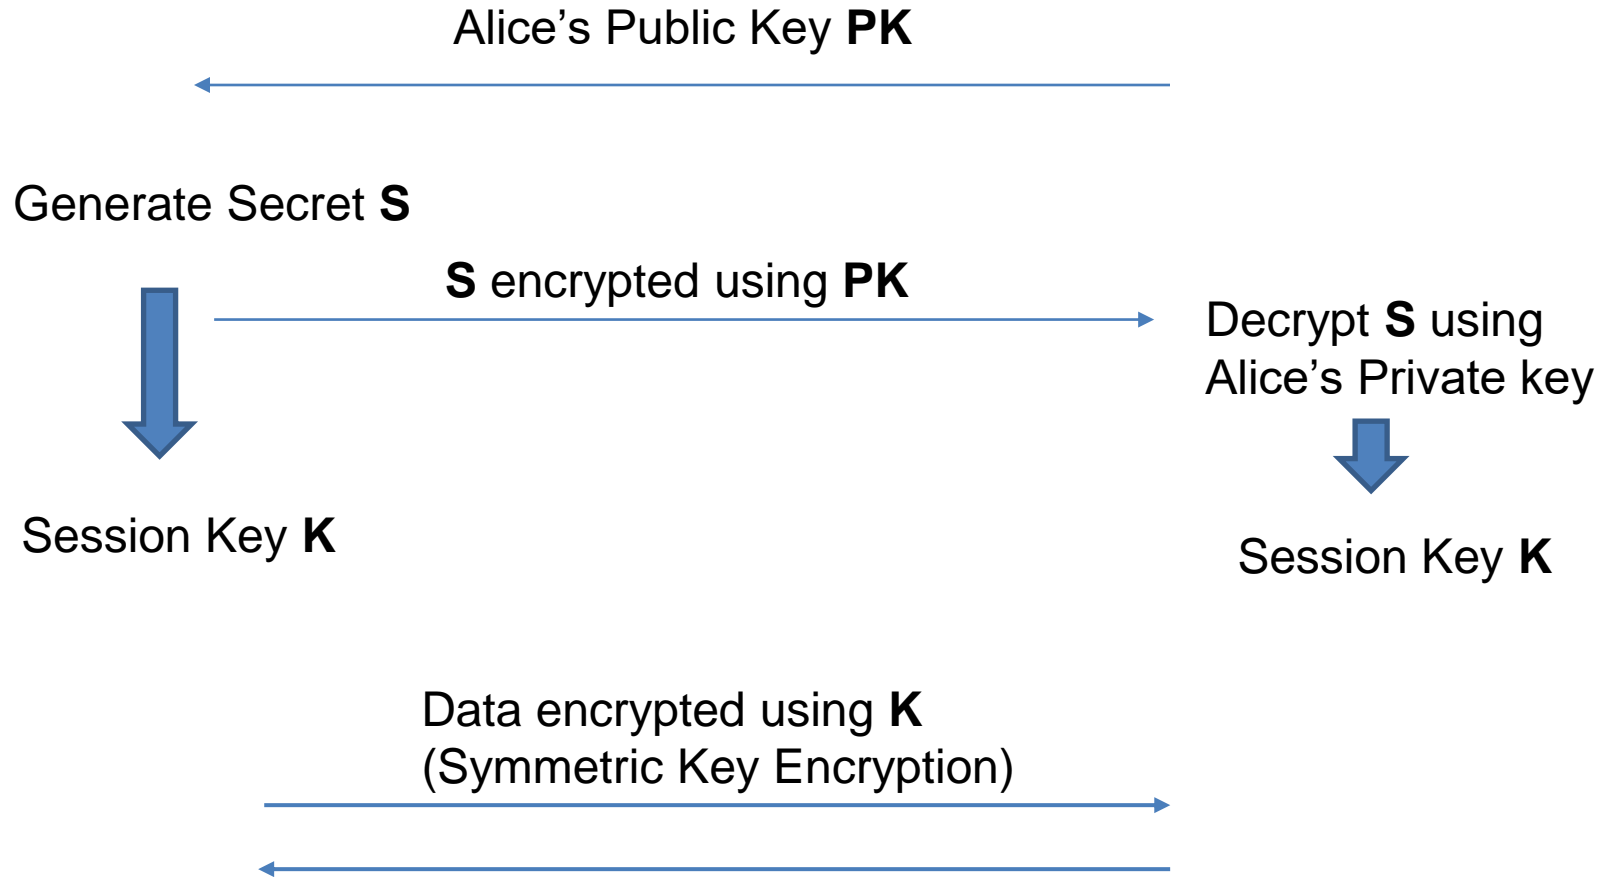 Alice’s Public Key PK
Generate Secret S
S encrypted using PK
Decrypt S using
Alice’s Private key
Session Key K
Session Key K
Data encrypted using K
(Symmetric Key Encryption)